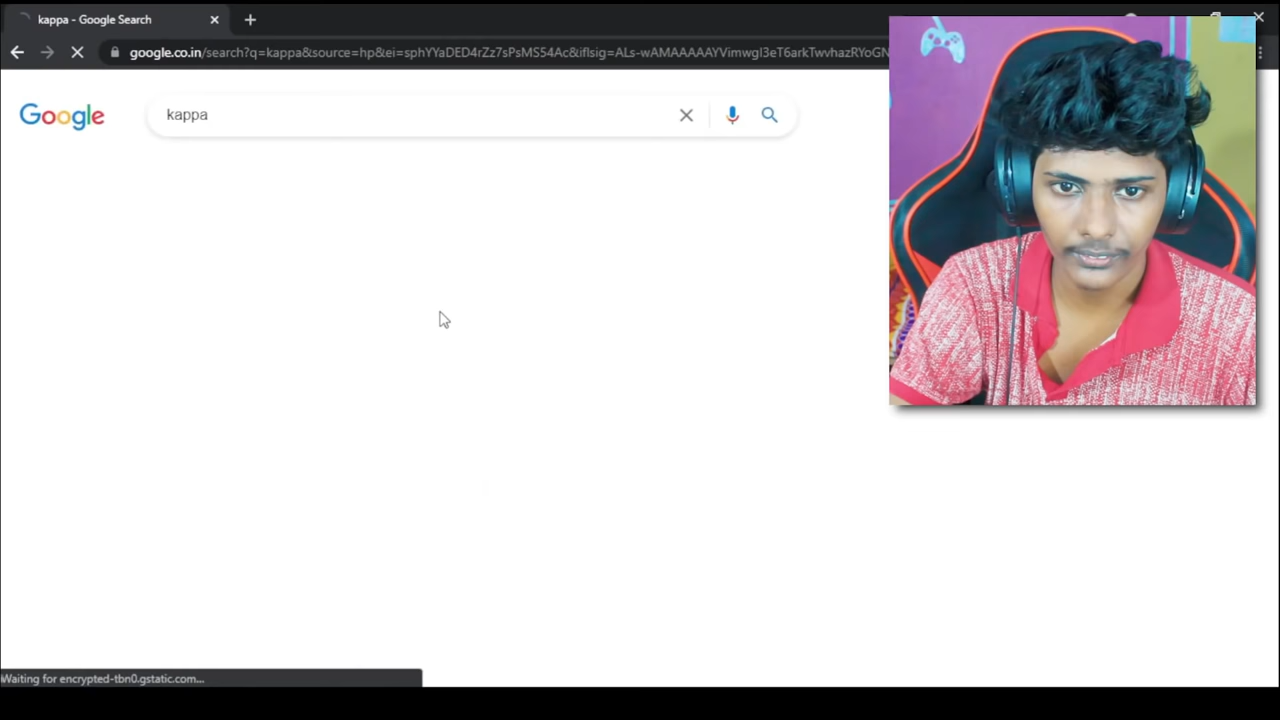 kappa - Google Search
google.co.in/search?q=kappa&source=hp&ei=sphYYaDED4rZz7sPsMS54Ac&iflsig=ALs-wAMAAAAAYVimwgI3eT6arkTwvhazRYoGN
Google
kappa
Waiting for encrypted-tbn0.gstatic.com...